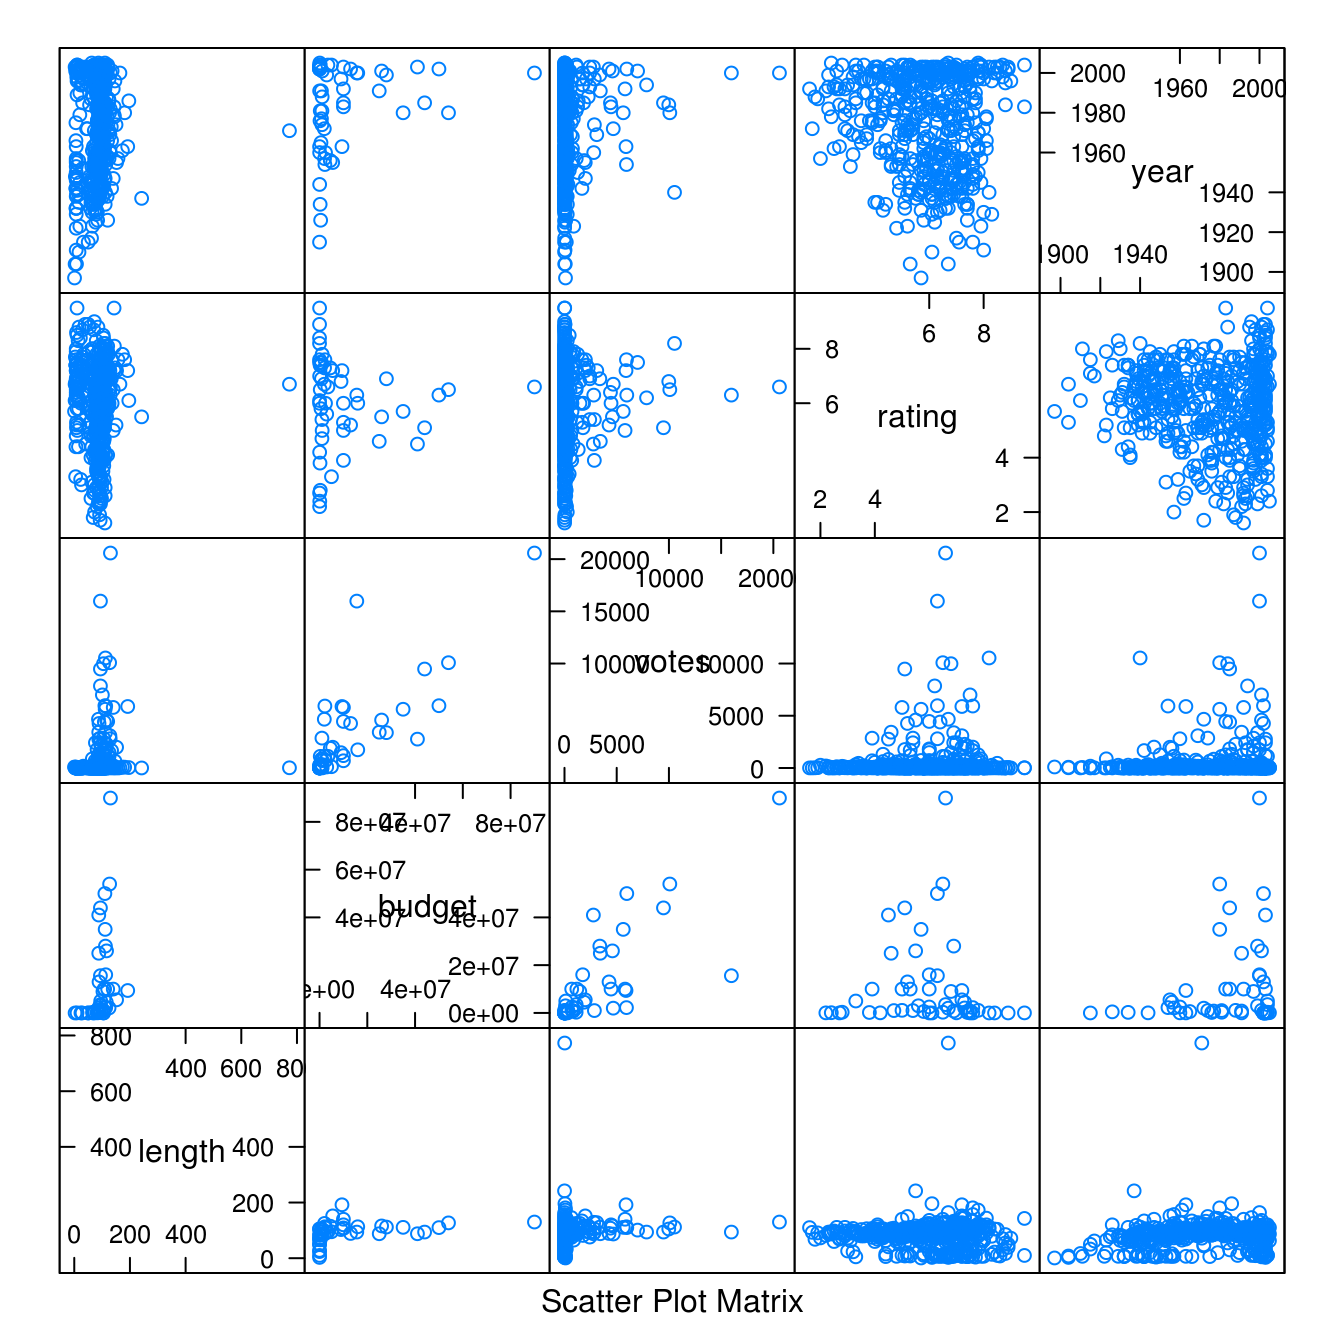 2000 1960 2000
1980
1960
year
1940
1920
1900 1940
1900
6 8
8
6
rating
4
2 4
2
20000
10000 2000
15000
10000 votes 10000
5000
0 5000
0
8e+07 4e+07 8e+07
6e+07
4e+07 budget 4e+07
2e+07
e+00 4e+07
0e+00
800
400 600 80
600
400 length 400
200
0 200 400
0
Scatter Plot Matrix